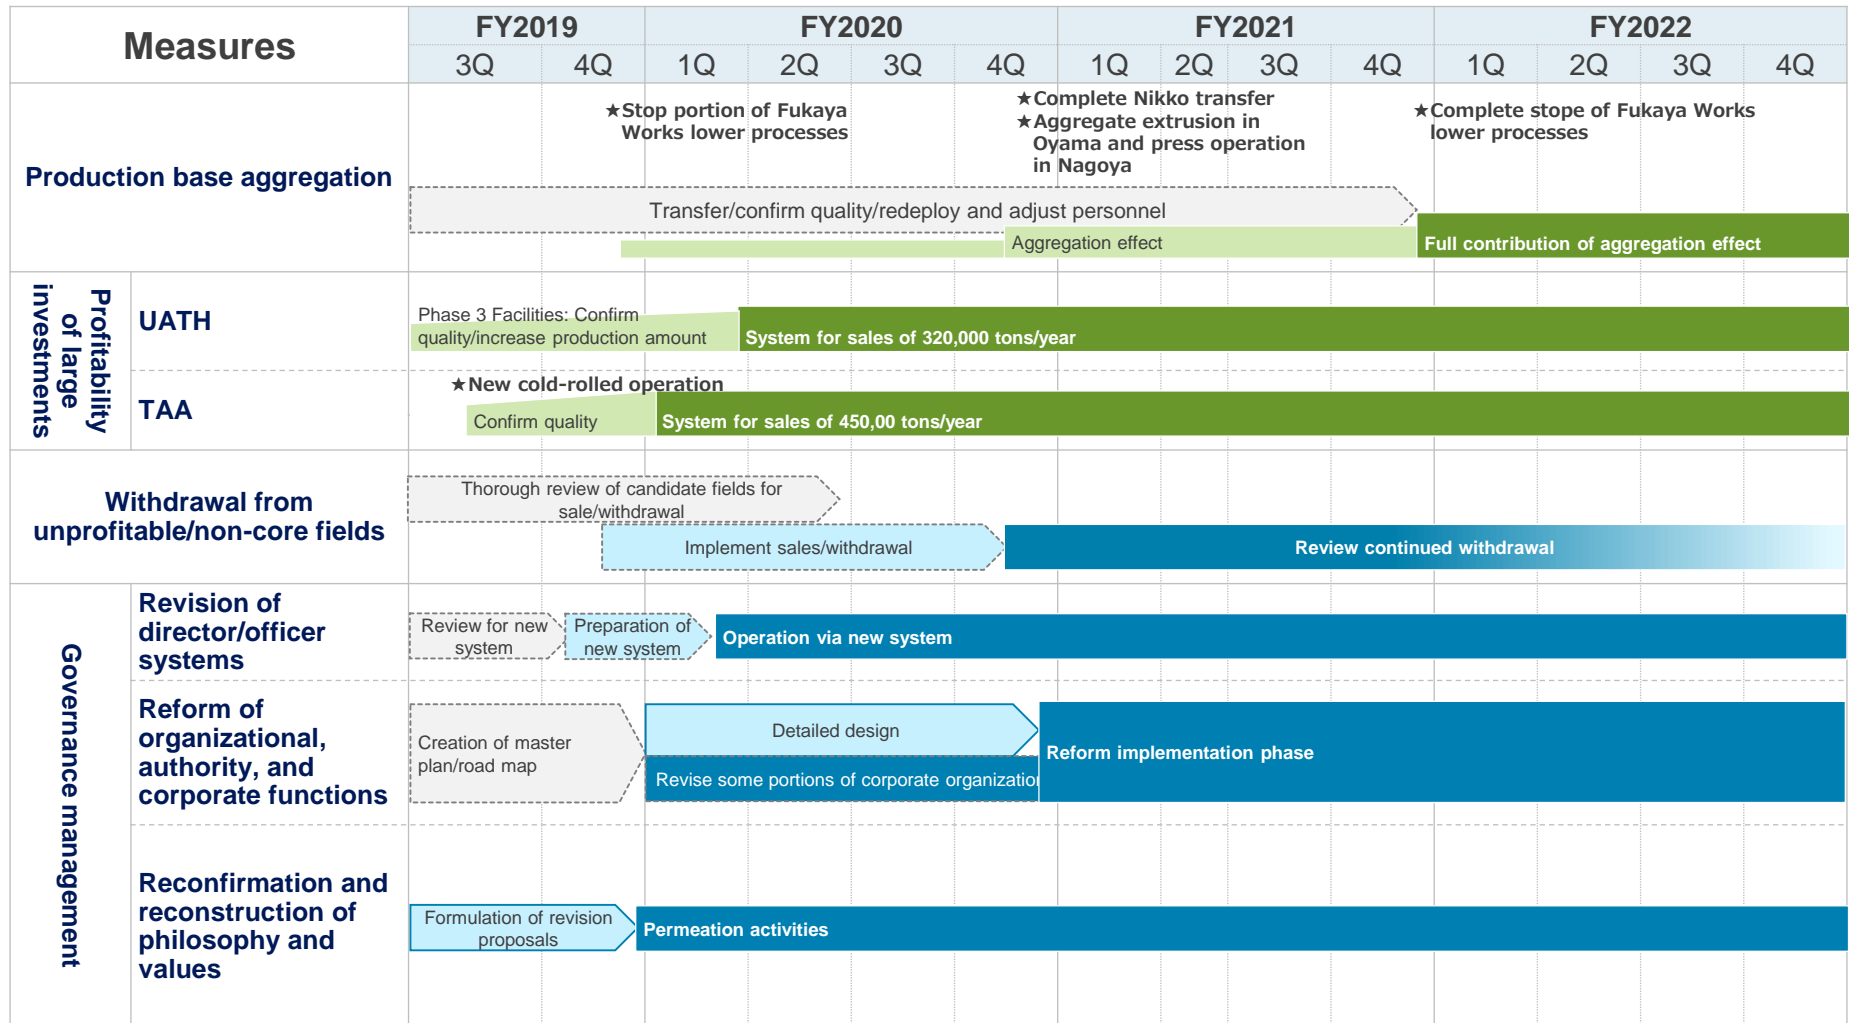 Measures
FY2019
FY2020
FY2021
FY2022
3Q
4Q
1Q
2Q
3Q
4Q
1Q
2Q
3Q
4Q
1Q
2Q
3Q
4Q
Production base aggregation
★Stop portion of Fukaya
Works lower processes
★Complete Nikko transfer
★Aggregate extrusion in
Oyama and press operation
in Nagoya
★Complete stope of Fukaya Works
lower processes
Transfer/confirm quality/redeploy and adjust personnel
Aggregation effect
Full contribution of aggregation effect
Profitability
of large
investments
UATH
Phase 3 Facilities: Confirm
quality/increase production amount
System for sales of 320,000 tons/year
TAA
★New cold-rolled operation
Confirm quality
System for sales of 450,00 tons/year
Withdrawal from
unprofitable/non-core fields
Thorough review of candidate fields for
sale/withdrawal
Implement sales/withdrawal
Review continued withdrawal
Governance management
Revision of
director/officer
systems
Review for new
system
Preparation of
new system
Operation via new system
Reform of
organizational,
authority, and
corporate functions
Creation of master
plan/road map
Detailed design
Revise some portions of corporate organization
Reform implementation phase
Reconfirmation and
reconstruction of
philosophy and
values
Formulation of revision
proposals
Permeation activities